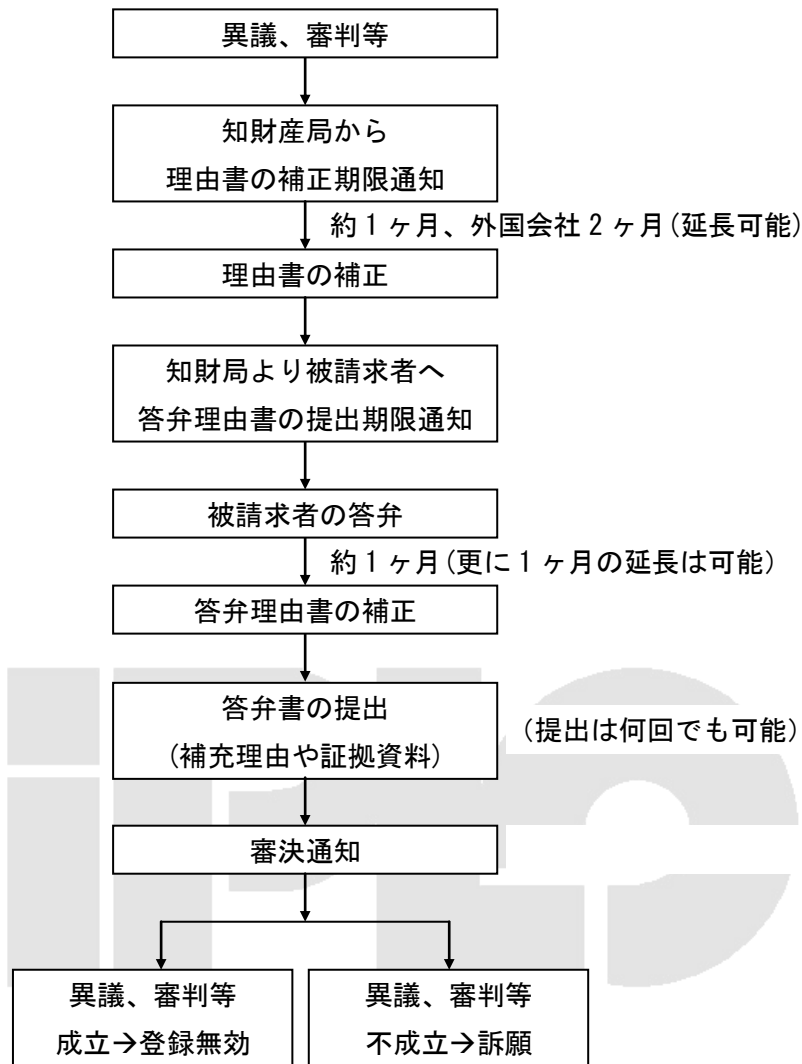 異議、審判等
知財産局から
理由書の補正期限通知
約1ヶ月、外国会社2ヶ月(延長可能)
理由書の補正
知財局より被請求者へ
答弁理由書の提出期限通知
被請求者の答弁
約1ヶ月(更に1ヶ月の延長は可能)
答弁理由書の補正
答弁書の提出
(補充理由や証拠資料)
(提出は何回でも可能)
審決通知
異議、審判等
成立→登録無効
異議、審判等
不成立→訴願